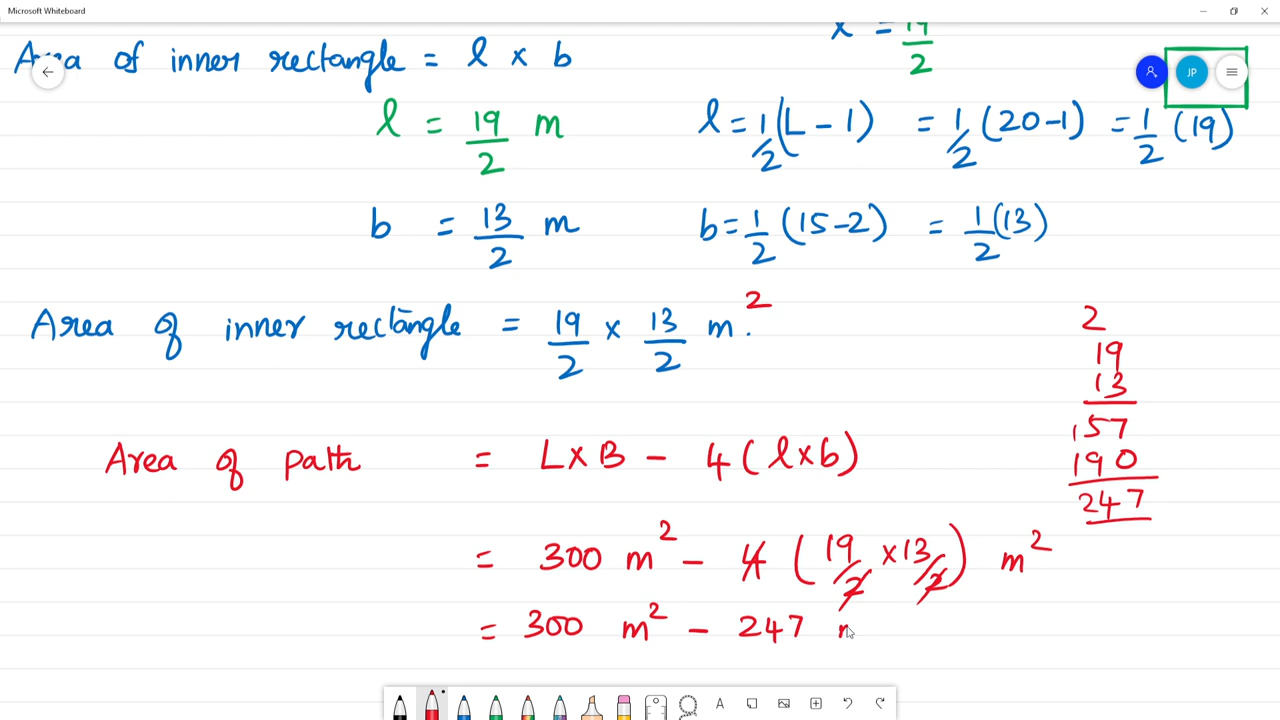 Microsoft Whiteboard
x = 19/2
Area of inner rectangle = l x b
JP
l = 19/2 m l = 1/2(L - 1) = 1/2(20-1) = 1/2(19)
b = 13/2 m b = 1/2(15-2) = 1/2(13)
Area of inner rectangle = 19/2 x 13/2 m.²
2
19
13
157
190
247
Area of path = L x B - 4(l x b)
= 300 m² - 4(19/2 x 13/2) m²
= 300 m² - 247
A